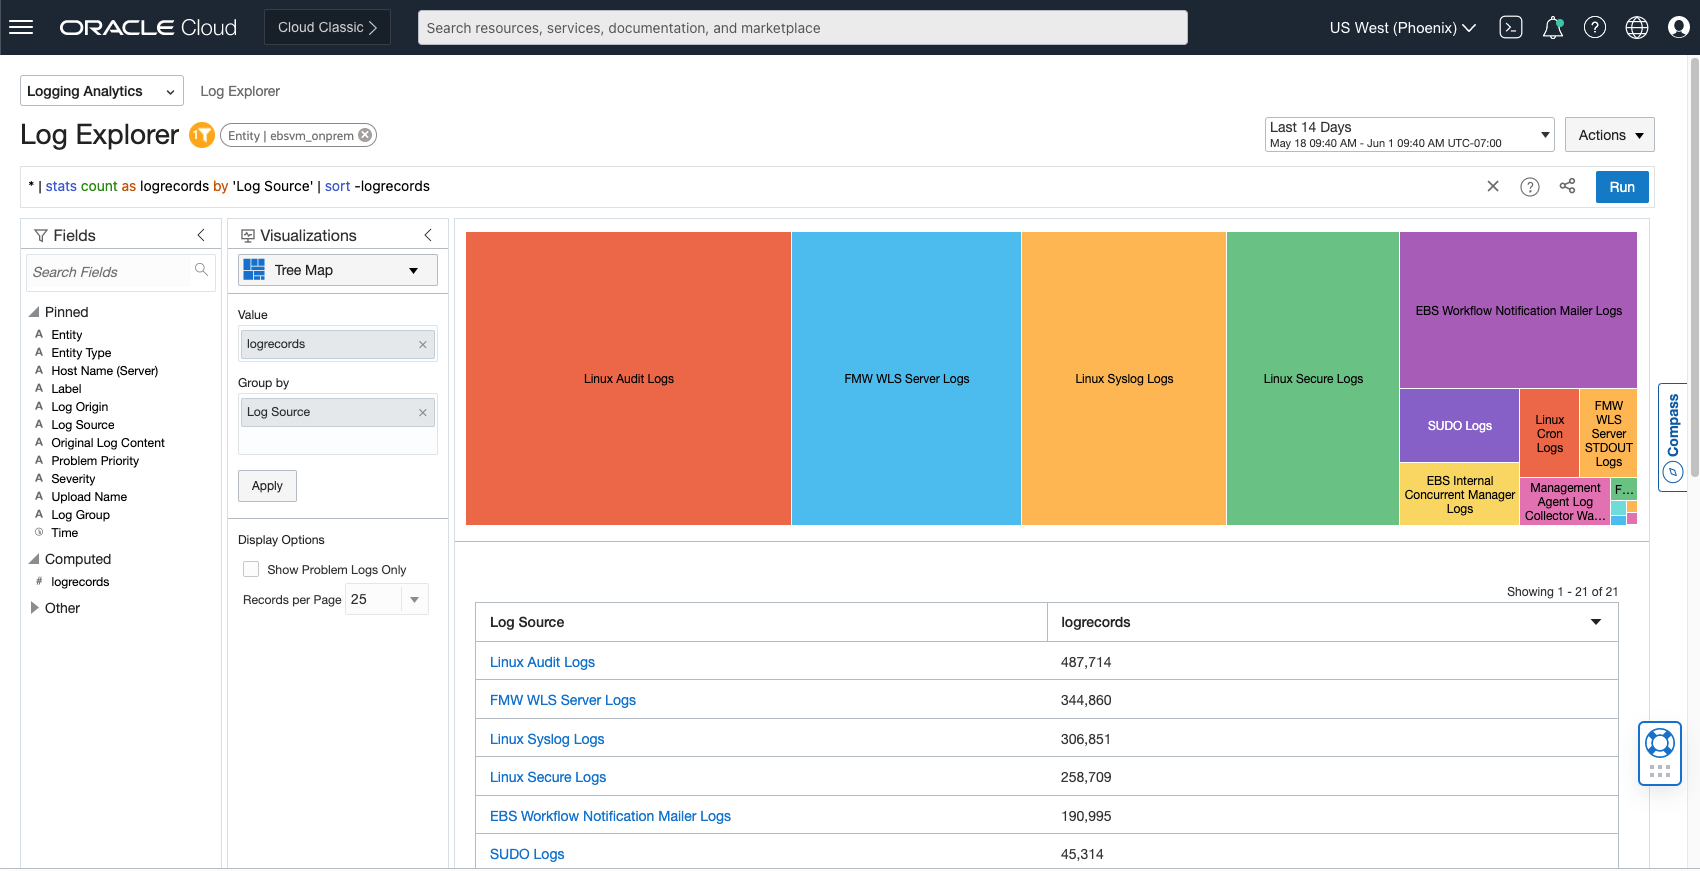 ORACLE Cloud
Cloud Classic
Search resources, services, documentation, and marketplace
US West (Phoenix)
Logging Analytics
Log Explorer
Log Explorer
1
Entity | ebsvm_onprem
Last 14 Days
May 18 09:40 AM - Jun 1 09:40 AM UTC-07:00
Actions
* | stats count as logrecords by 'Log Source' | sort -logrecords
Run
Fields
Search Fields
Pinned
A Entity
A Entity Type
A Host Name (Server)
A Label
A Log Origin
A Log Source
A Original Log Content
A Problem Priority
A Severity
A Upload Name
A Log Group
Time
Computed
# logrecords
Other
Visualizations
Tree Map
Value
logrecords
Group by
Log Source
Apply
Display Options
Show Problem Logs Only
Records per Page 25
Linux Audit Logs
FMW WLS Server Logs
Linux Syslog Logs
Linux Secure Logs
EBS Workflow Notification Mailer Logs
SUDO Logs
Linux
Cron
Logs
FMW
WLS
Server
STDOUT
Logs
EBS Internal
Concurrent Manager
Logs
Management
Agent Log
Collector Wa...
F...
Compass
Showing 1 - 21 of 21
Log Source logrecords
Linux Audit Logs 487,714
FMW WLS Server Logs 344,860
Linux Syslog Logs 306,851
Linux Secure Logs 258,709
EBS Workflow Notification Mailer Logs 190,995
SUDO Logs 45,314